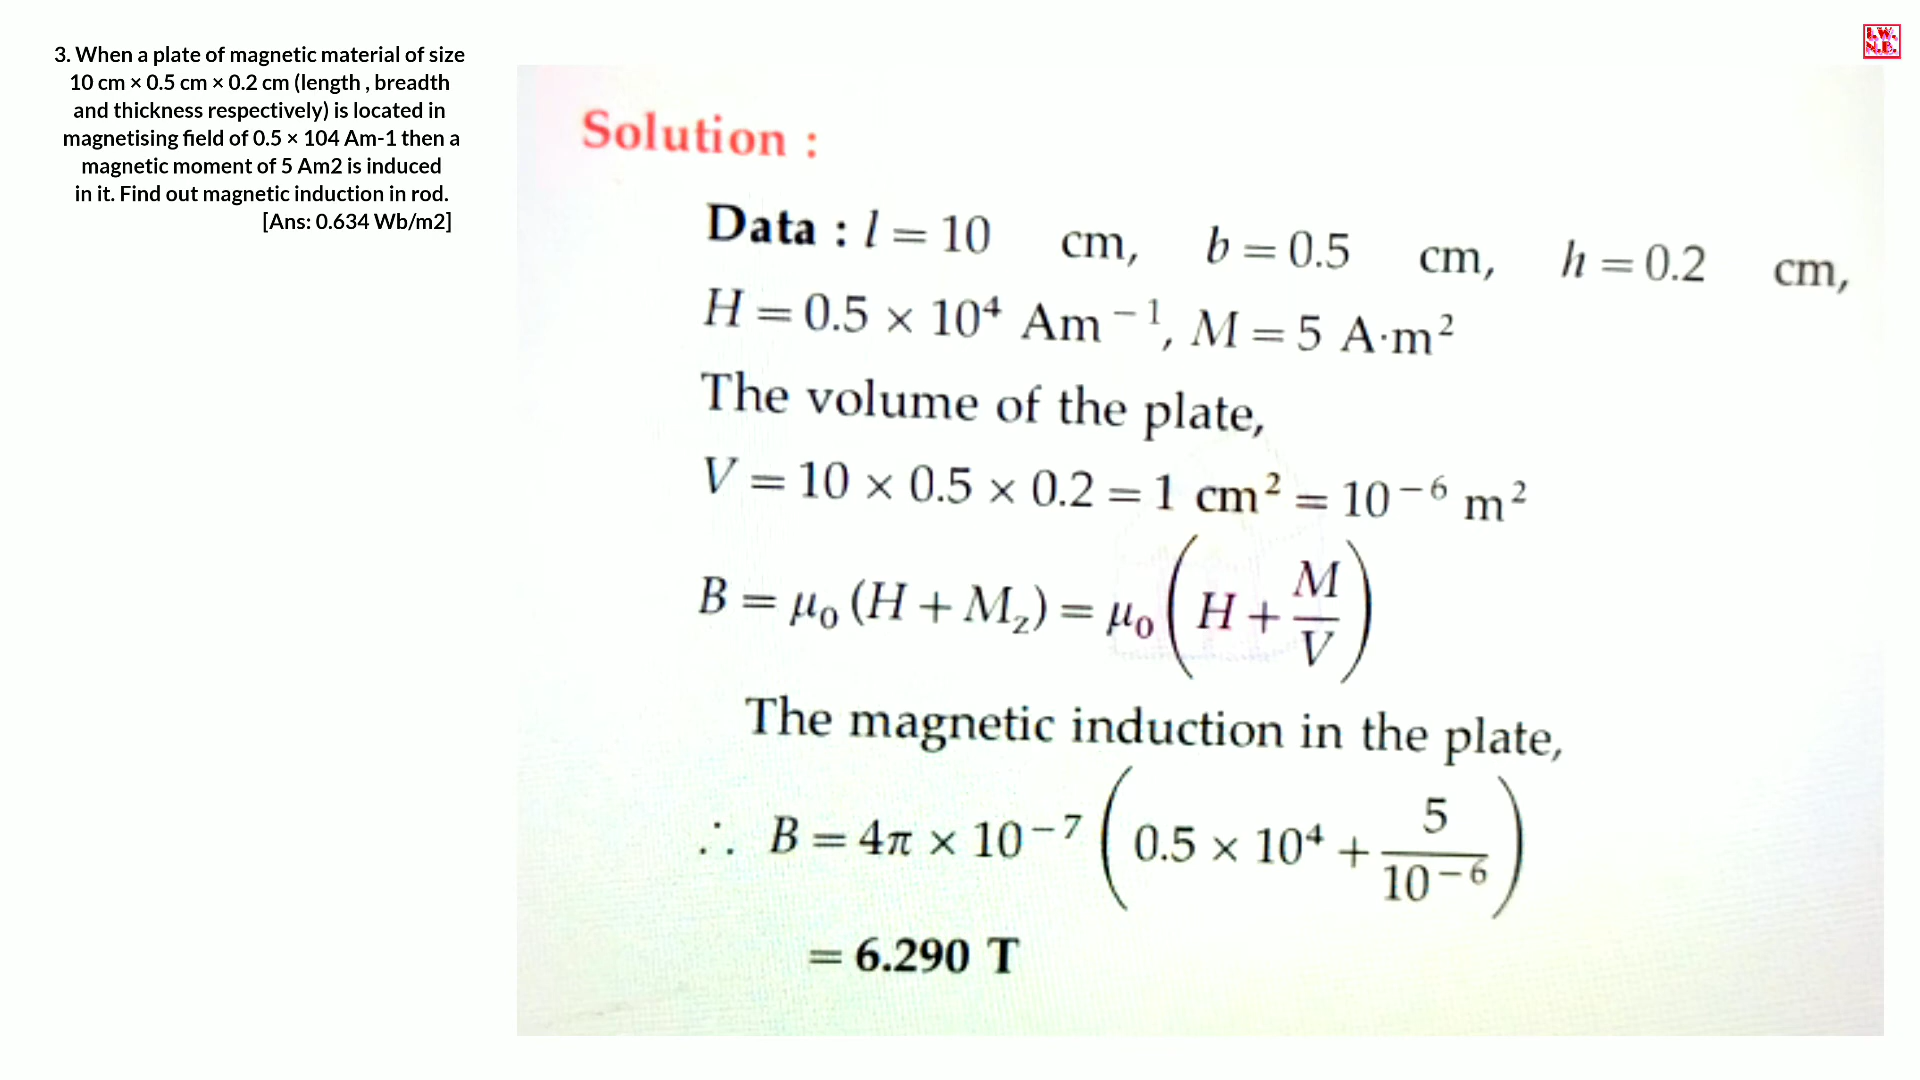 3. When a plate of magnetic material of size
10 cm × 0.5 cm × 0.2 cm (length , breadth
and thickness respectively) is located in
magnetising field of 0.5 × 104 Am-1 then a
magnetic moment of 5 Am2 is induced
in it. Find out magnetic induction in rod.
[Ans: 0.634 Wb/m2]
I.W.
N.B.
Solution :
Data : l = 10 cm, b = 0.5 cm, h = 0.2 cm,
H = 0.5 × 10⁴ Am⁻¹, M = 5 A·m²
The volume of the plate,
V = 10 × 0.5 × 0.2 = 1 cm² = 10⁻⁶ m²
B = μ₀ (H + M_z) = μ₀ (H + M/V)
The magnetic induction in the plate,
∴ B = 4π × 10⁻⁷ (0.5 × 10⁴ + 5/10⁻⁶)
= 6.290 T